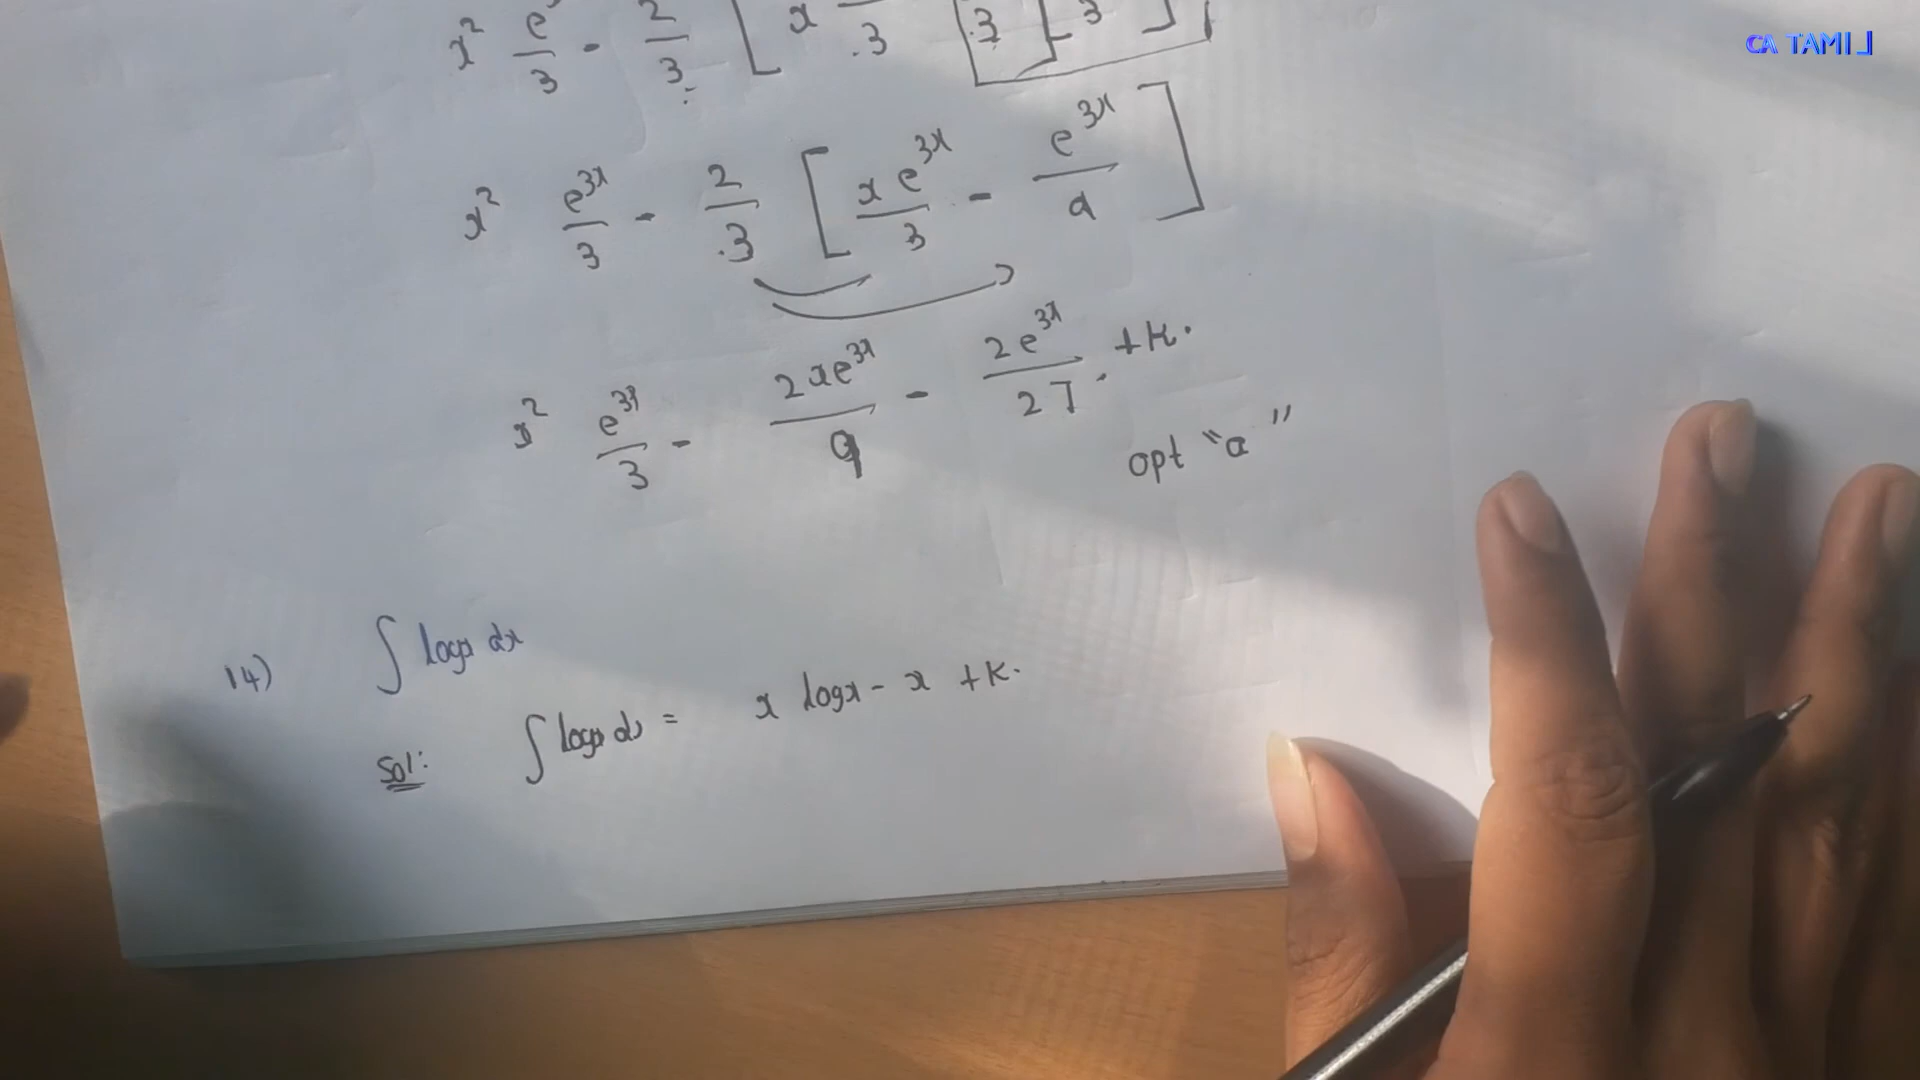 CA TAMIL
x² e/3 - 2/3 [ x .3 3 [ 3 ]
x² e^3x/3 - 2/.3 [ x e^3x/3 - e^3x/9 ]
x² e^3x/3 - 2xe^3x/9 - 2e^3x/27 . +k.
opt "a"
14) ∫ logx dx
Sol: ∫ logx dx = x logx - x + k.